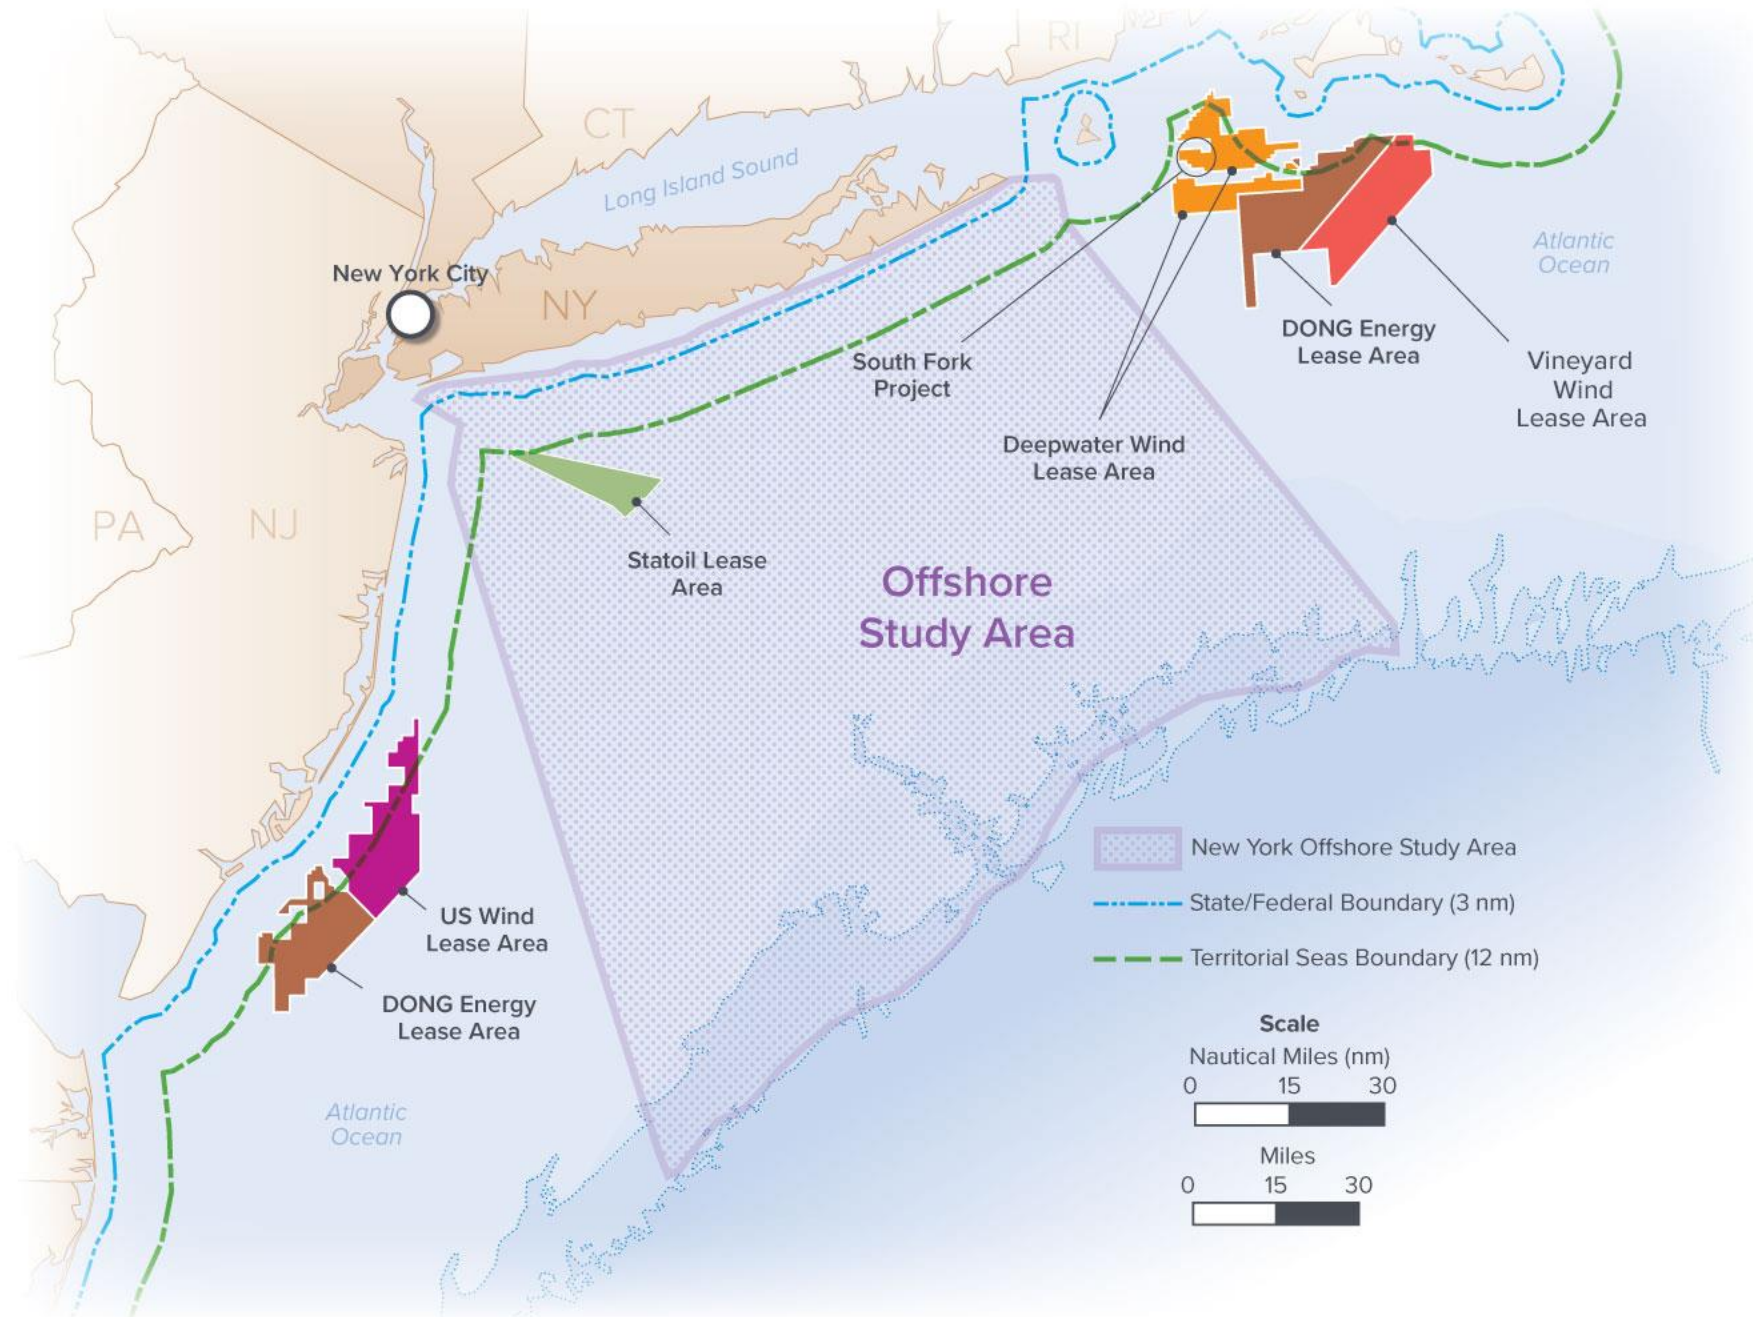 RI
CT
Long Island Sound
New York City
NY
Atlantic
Ocean
South Fork
Project
DONG Energy
Lease Area
Vineyard
Wind
Lease Area
Deepwater Wind
Lease Area
PA
NJ
Statoil Lease
Area
Offshore
Study Area
US Wind
Lease Area
DONG Energy
Lease Area
Atlantic
Ocean
New York Offshore Study Area
State/Federal Boundary (3 nm)
Territorial Seas Boundary (12 nm)
Scale
Nautical Miles (nm)
0 15 30
Miles
0 15 30